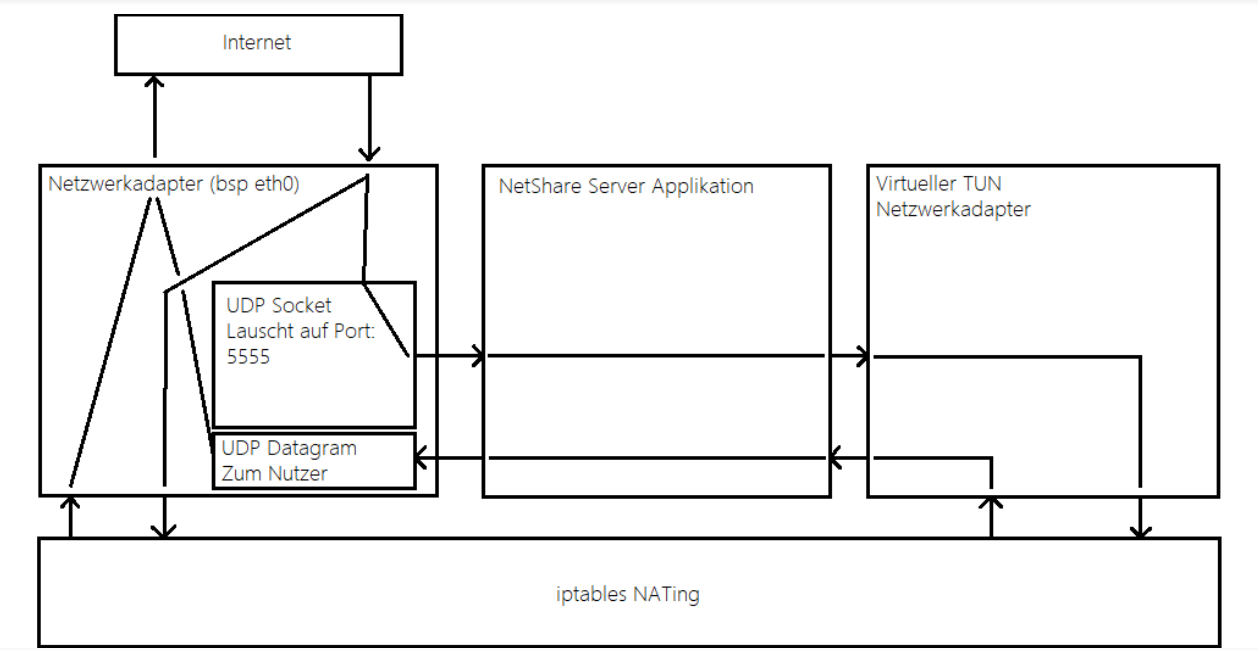 Internet
Netzwerkadapter (bsp eth0)
NetShare Server Applikation
Virtueller TUN
Netzwerkadapter
UDP Socket
Lauscht auf Port:
5555
UDP Datagram
Zum Nutzer
iptables NATing